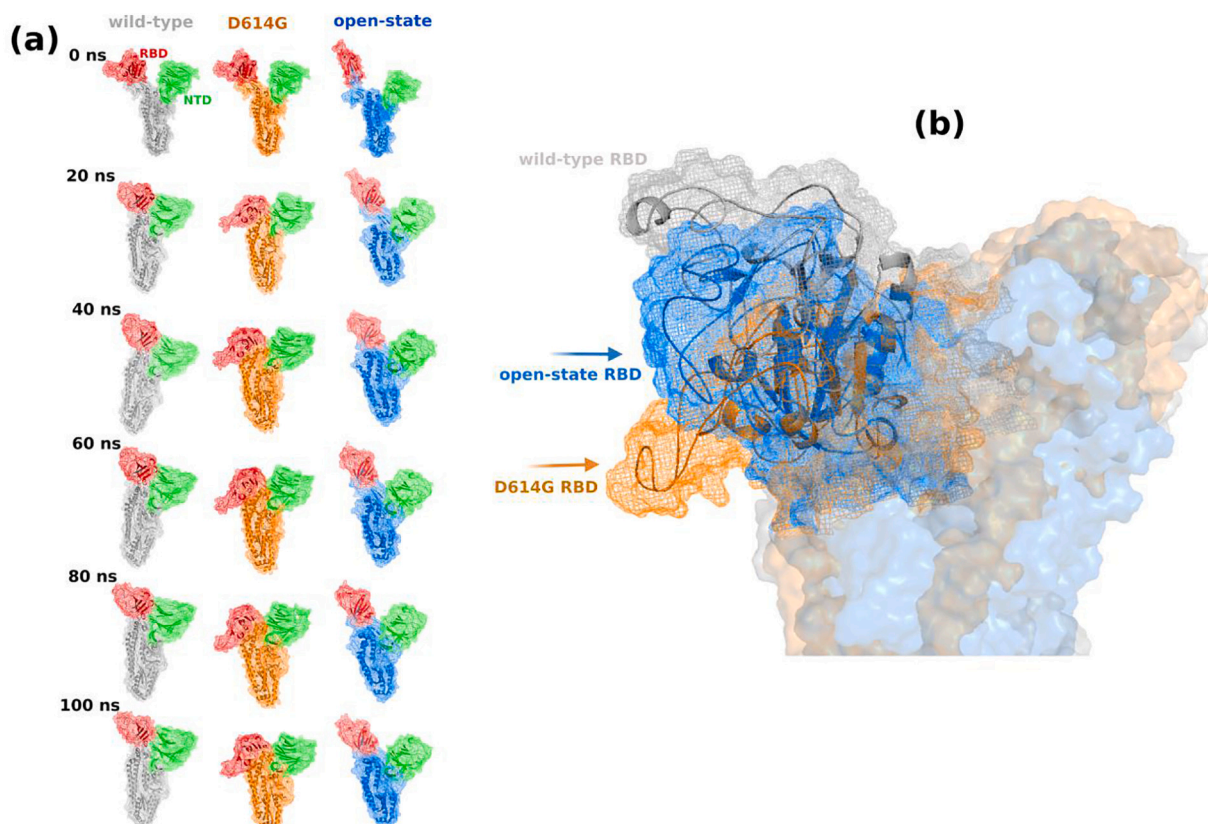 (a)
wild-type
D614G
open-state
0 ns
RBD
NTD
20 ns
40 ns
60 ns
80 ns
100 ns
(b)
wild-type RBD
open-state RBD
D614G RBD